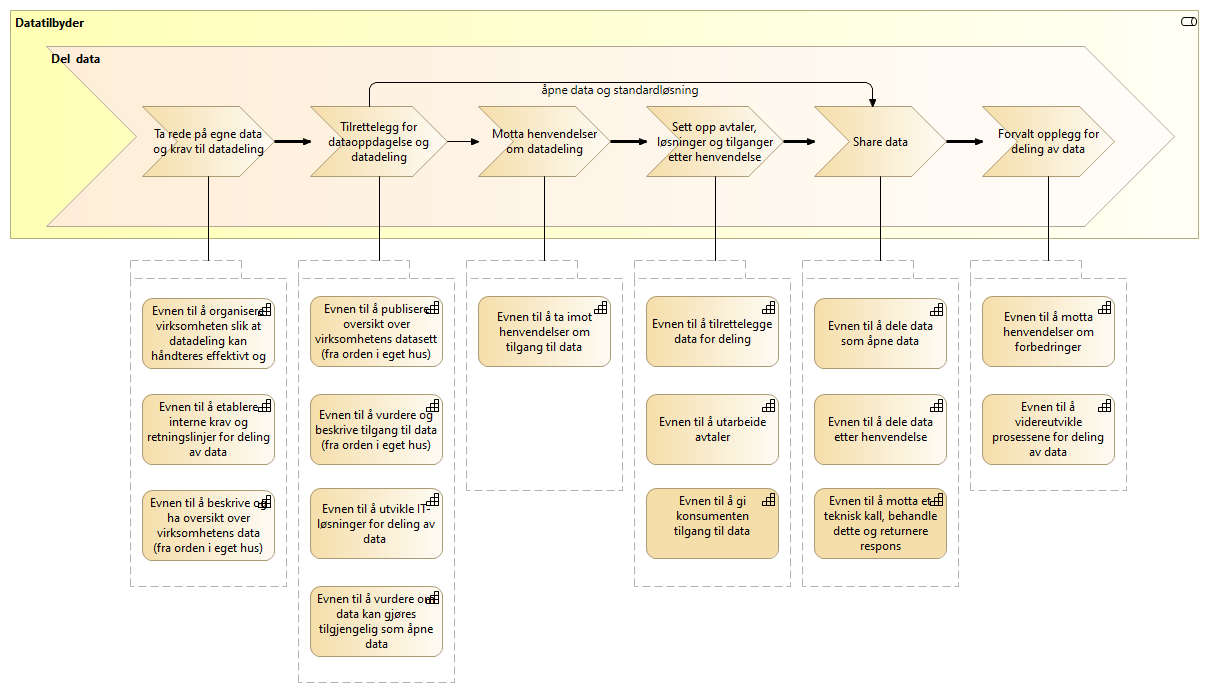 Datatilbyder
Del data
åpne data og standardløsning
Ta rede på egne data
og krav til datadeling
Tilrettelegg for
dataoppdagelse og
datadeling
Motta henvendelser
om datadeling
Sett opp avtaler,
løsninger og tilganger
etter henvendelse
Share data
Forvalt opplegg for
deling av data
Evnen til å organisere
virksomheten slik at
datadeling kan
håndteres effektivt og
Evnen til å etablere
interne krav og
retningslinjer for deling
av data
Evnen til å beskrive og
ha oversikt over
virksomhetens data
(fra orden i eget hus)
Evnen til å publisere
oversikt over
virksomhetens datasett
(fra orden i eget hus)
Evnen til å vurdere og
beskrive tilgang til data
(fra orden i eget hus)
Evnen til å utvikle IT-
løsninger for deling av
data
Evnen til å vurdere om
data kan gjøres
tilgjengelig som åpne
data
Evnen til å ta imot
henvendelser om
tilgang til data
Evnen til å tilrettelegge
data for deling
Evnen til å utarbeide
avtaler
Evnen til å gi
konsumenten
tilgang til data
Evnen til å dele data
som åpne data
Evnen til å dele data
etter henvendelse
Evnen til å motta et
teknisk kall, behandle
dette og returnere
respons
Evnen til å motta
henvendelser om
forbedringer
Evnen til å
videreutvikle
prosessene for deling
av data